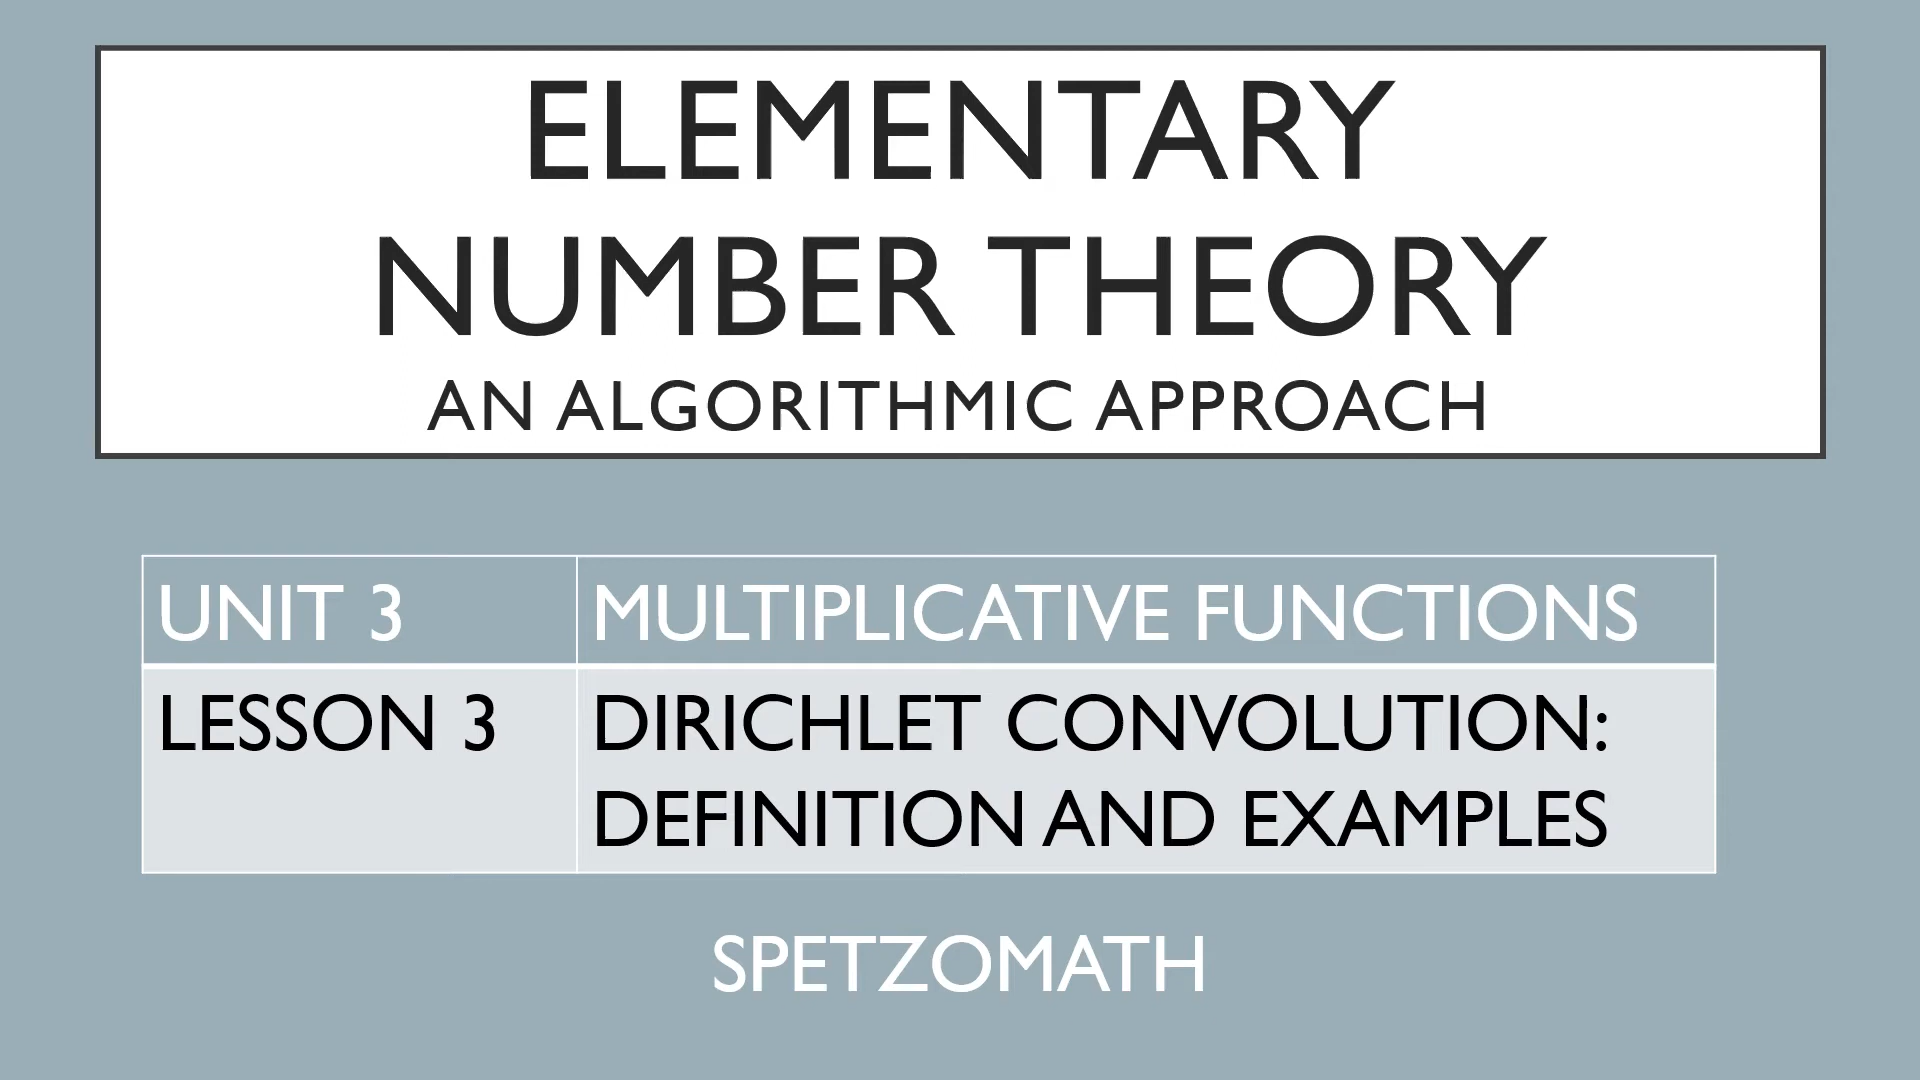 ELEMENTARY
NUMBER THEORY
AN ALGORITHMIC APPROACH
UNIT 3 MULTIPLICATIVE FUNCTIONS
LESSON 3 DIRICHLET CONVOLUTION:
DEFINITION AND EXAMPLES
SPETZOMATH